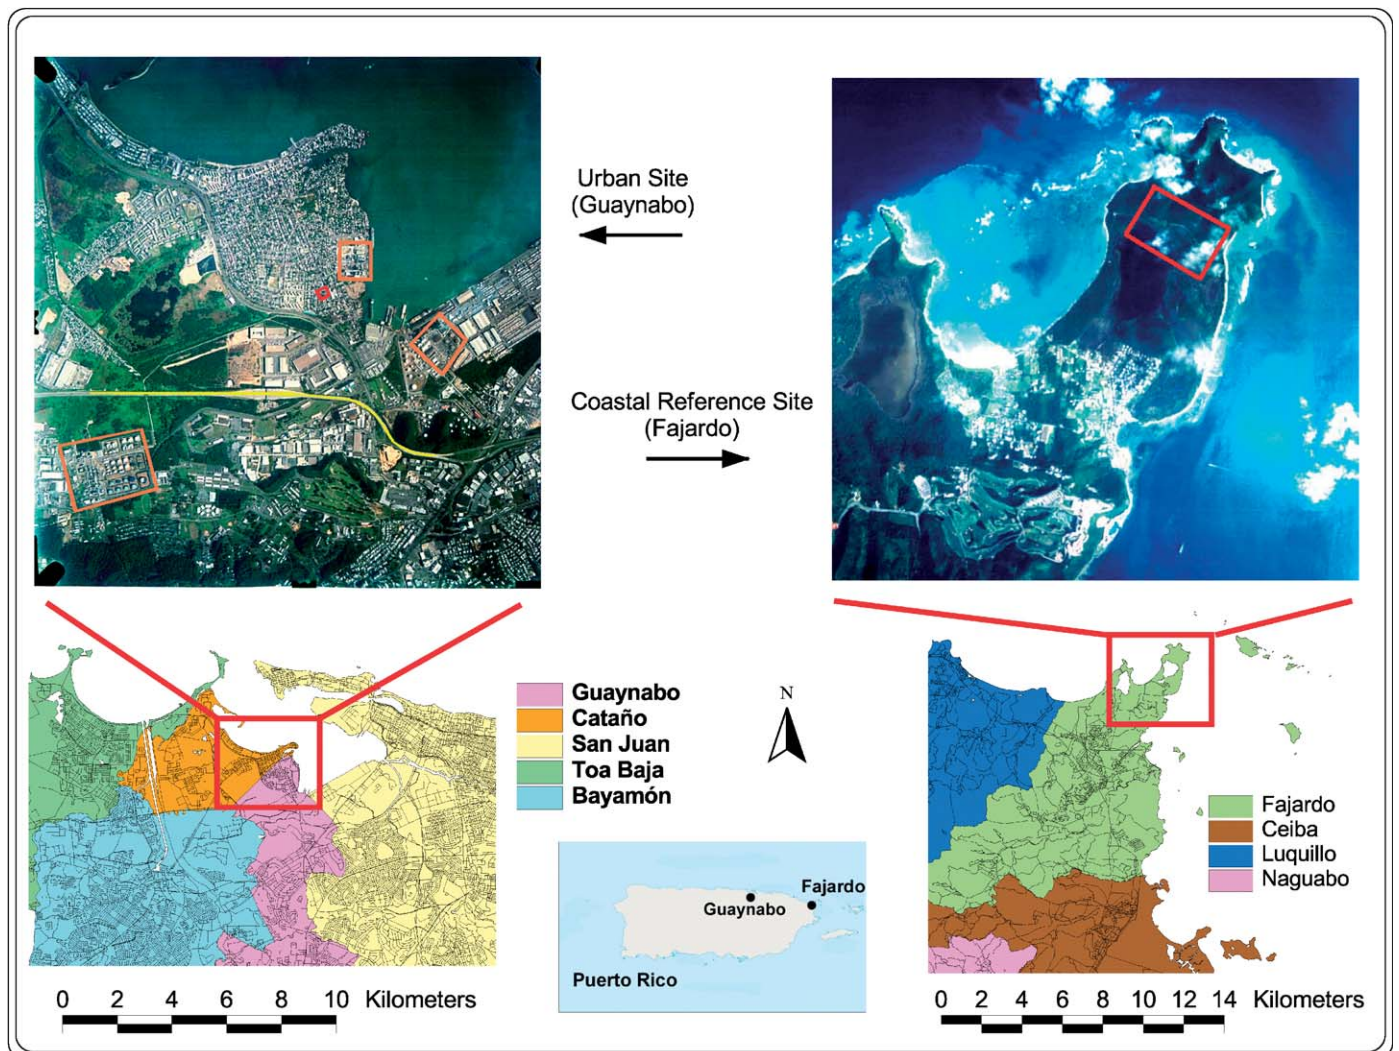 Urban Site
(Guaynabo)
Coastal Reference Site
(Fajardo)
Guaynabo
Cataño
San Juan
Toa Baja
Bayamón
N
Fajardo
Ceiba
Luquillo
Naguabo
Fajardo
Guaynabo
Puerto Rico
0 2 4 6 8 10 Kilometers
0 2 4 6 8 10 12 14 Kilometers